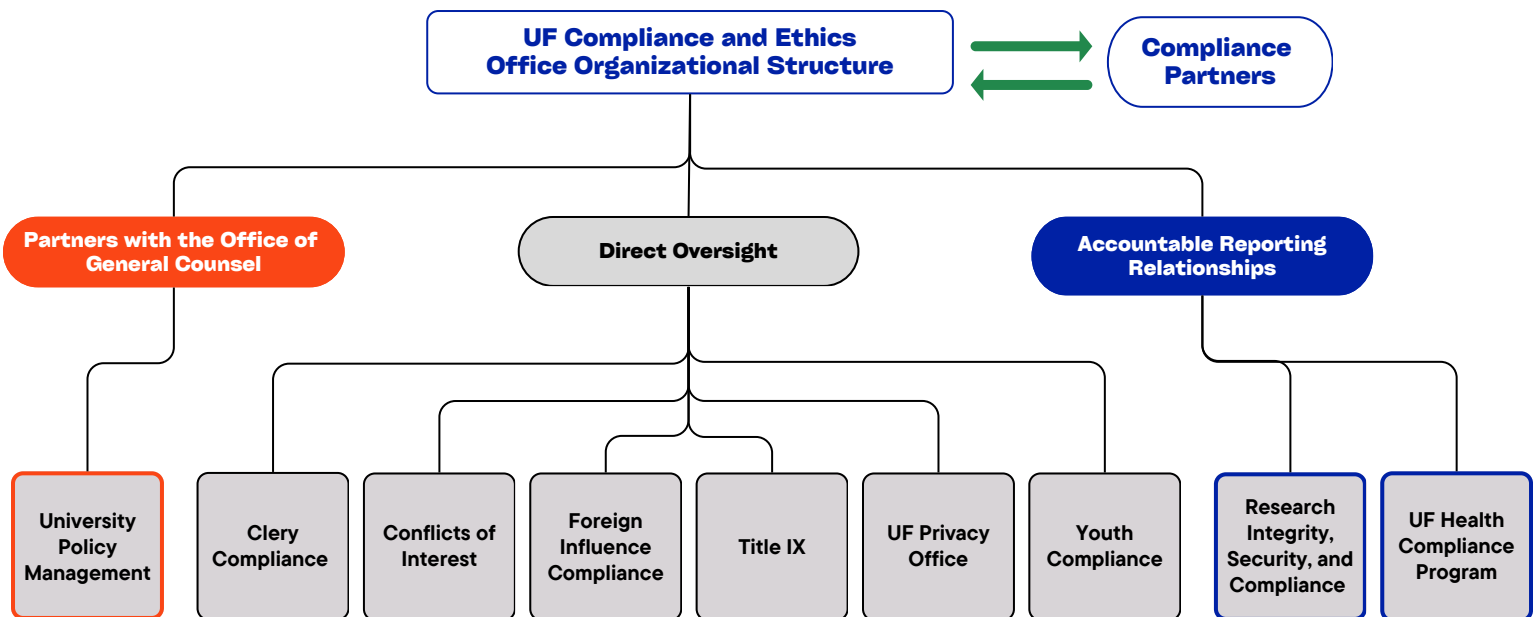 UF Compliance and Ethics
Office Organizational Structure
Compliance
Partners
Partners with the Office of
General Counsel
Direct Oversight
Accountable Reporting
Relationships
University
Policy
Management
Clery
Compliance
Conflicts of
Interest
Foreign
Influence
Compliance
Title IX
UF Privacy
Office
Youth
Compliance
Research
Integrity,
Security, and
Compliance
UF Health
Compliance
Program